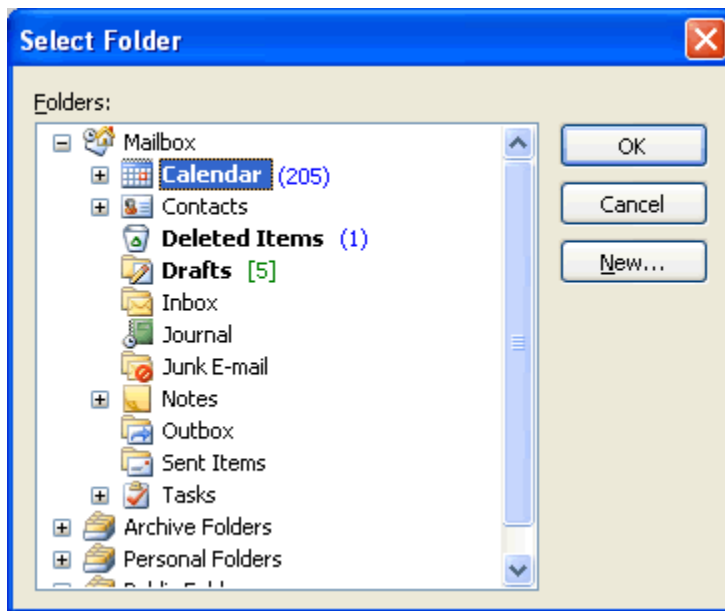 Select Folder
Folders:
Mailbox
Calendar (205)
Contacts
Deleted Items (1)
Drafts [5]
Inbox
Journal
Junk E-mail
Notes
Outbox
Sent Items
Tasks
Archive Folders
Personal Folders
OK
Cancel
New...